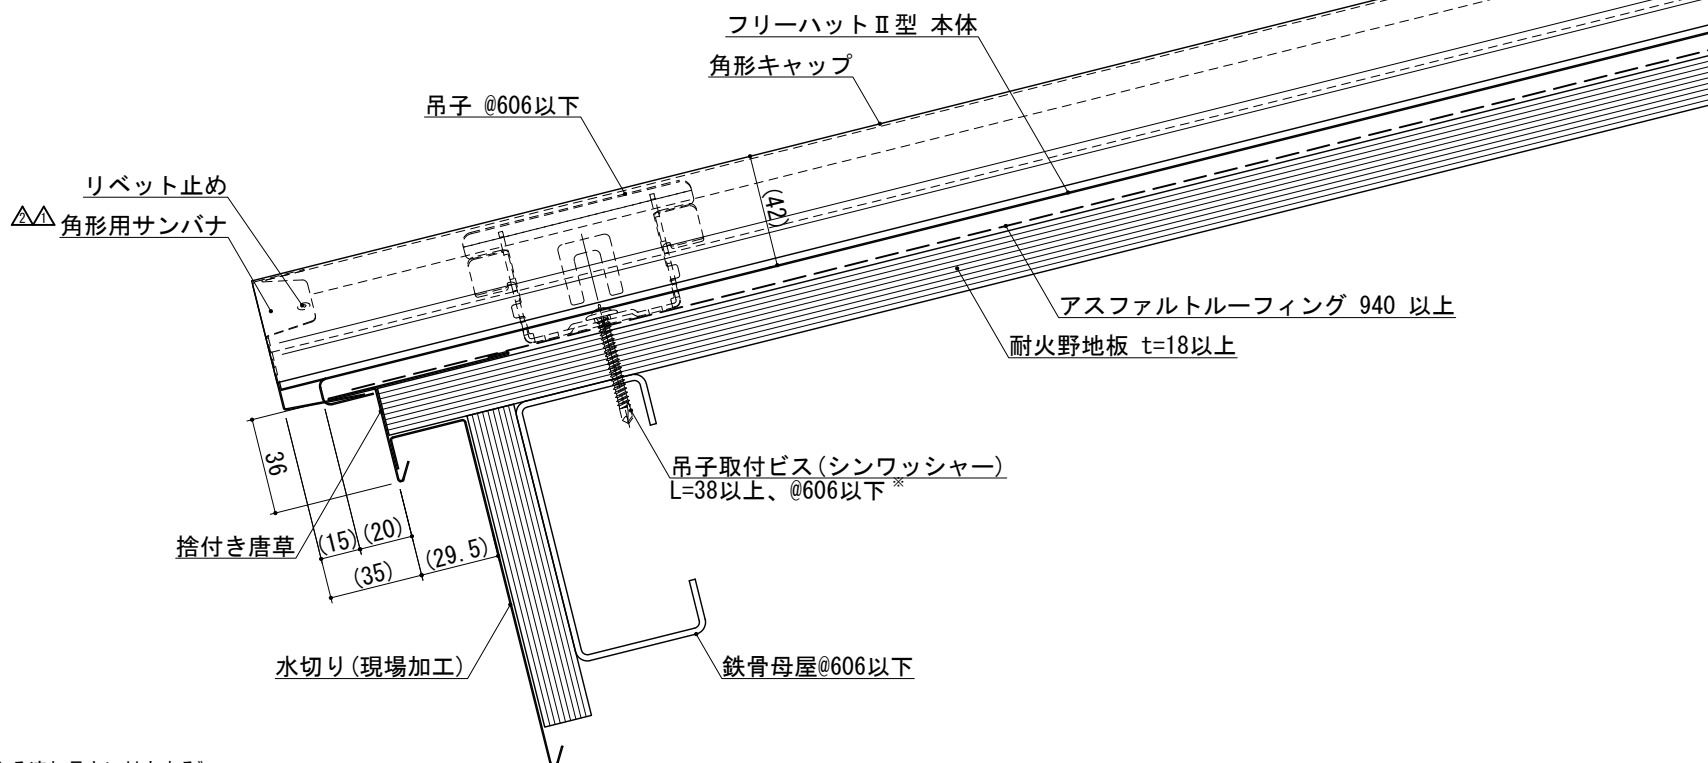 フリーハットⅡ型 本体
角形キャップ
吊子 @606以下
リベット止め
2 1 角形用サンバナ
(42)
アスファルトルーフィング 940 以上
耐火野地板 t=18以上
吊子取付ビス(シンワッシャー)
L=38以上、@606以下 ※
36
捨付き唐草
(15) (20)
(35) (29.5)
水切り(現場加工)
鉄骨母屋@606以下